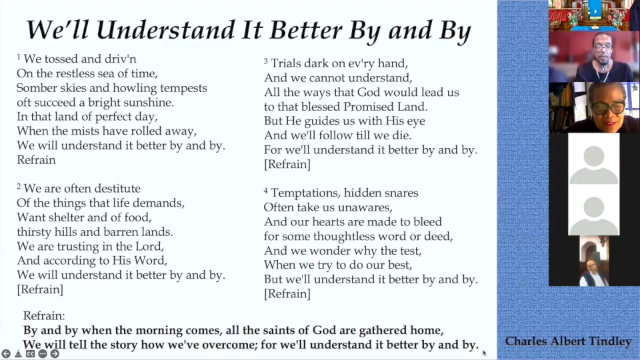 We'll Understand It Better By and By
1 We tossed and driv'n
On the restless sea of time,
Somber skies and howling tempests
oft succeed a bright sunshine.
In that land of perfect day,
When the mists have rolled away,
We will understand it better by and by.
Refrain
2 We are often destitute
Of the things that life demands,
Want shelter and of food,
thirsty hills and barren lands.
We are trusting in the Lord,
And according to His Word,
We will understand it better by and by.
[Refrain]
3 Trials dark on ev'ry hand,
And we cannot understand,
All the ways that God would lead us
to that blessed Promised Land.
But He guides us with His eye
And we'll follow till we die.
For we'll understand it better by and by.
[Refrain]
4 Temptations, hidden snares
Often take us unawares,
And our hearts are made to bleed
for some thoughtless word or deed,
And we wonder why the test,
When we try to do our best,
But we'll understand it better by and by.
[Refrain]
Refrain:
By and by when the morning comes, all the saints of God are gathered home,
We will tell the story how we've overcome; for we'll understand it better by and by.
Charles Albert Tindley